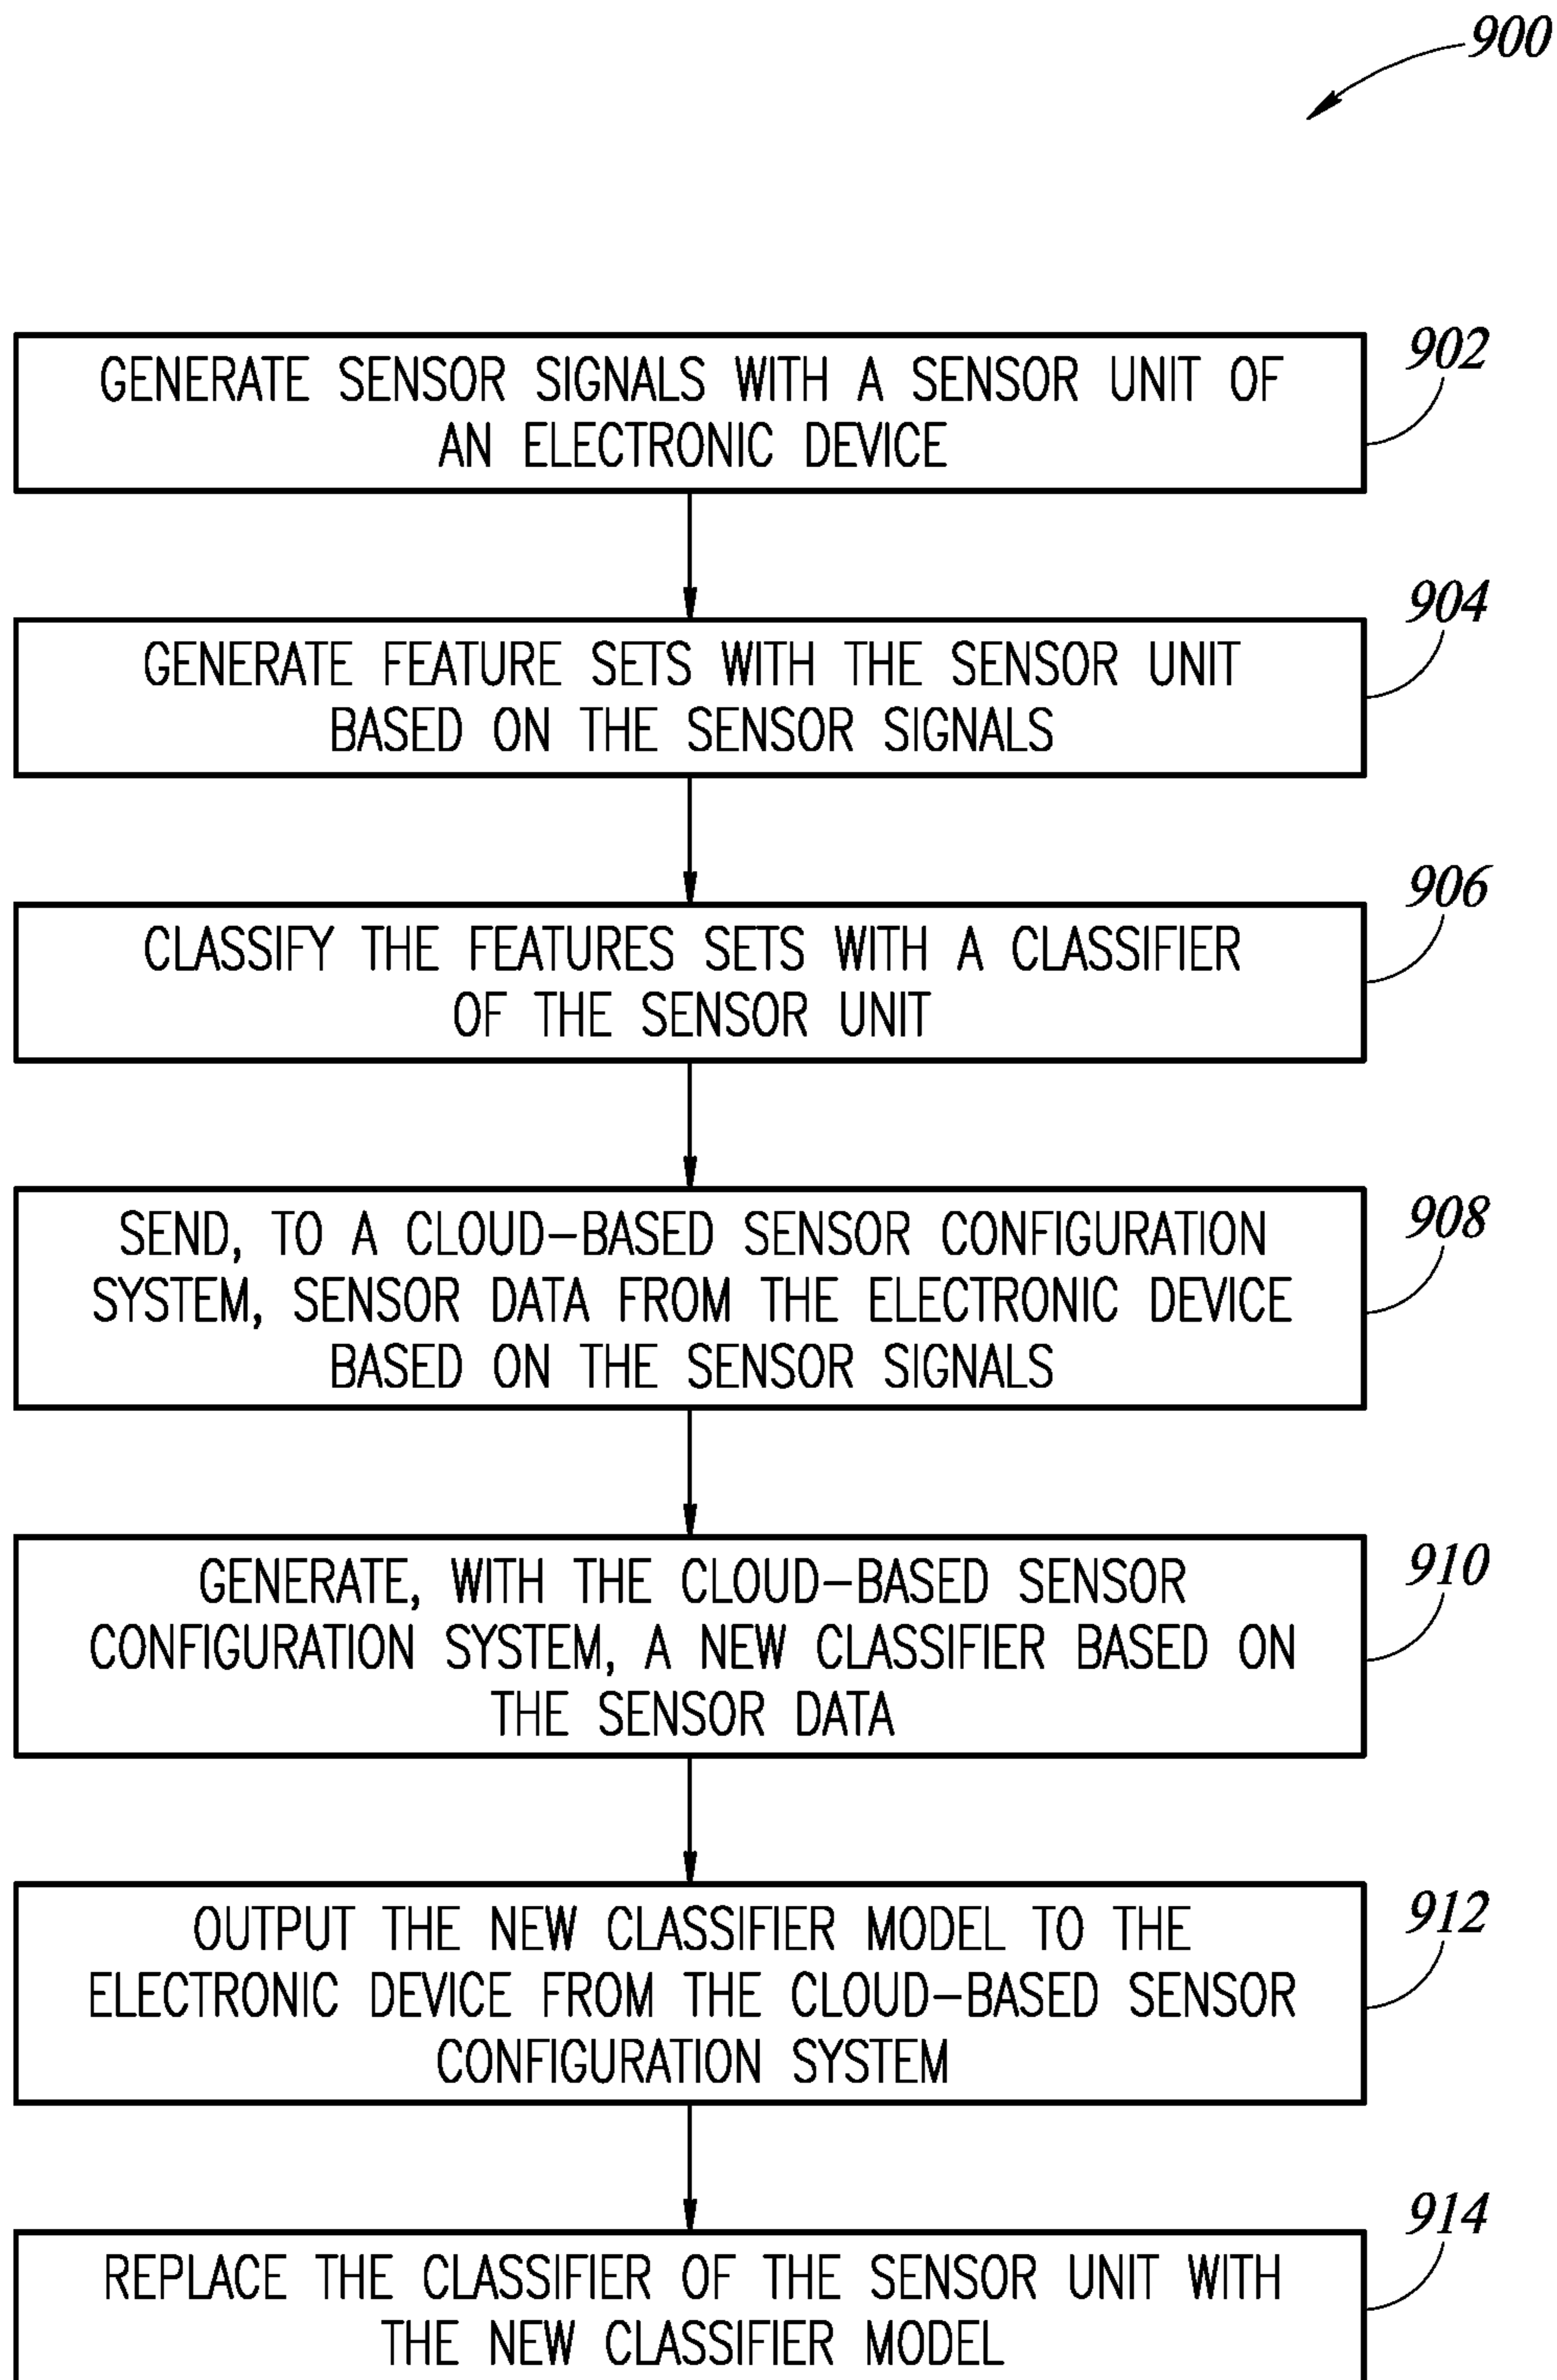 900
902
GENERATE SENSOR SIGNALS WITH A SENSOR UNIT OF
AN ELECTRONIC DEVICE
904
GENERATE FEATURE SETS WITH THE SENSOR UNIT
BASED ON THE SENSOR SIGNALS
906
CLASSIFY THE FEATURES SETS WITH A CLASSIFIER
OF THE SENSOR UNIT
908
SEND, TO A CLOUD-BASED SENSOR CONFIGURATION
SYSTEM, SENSOR DATA FROM THE ELECTRONIC DEVICE
BASED ON THE SENSOR SIGNALS
910
GENERATE, WITH THE CLOUD-BASED SENSOR
CONFIGURATION SYSTEM, A NEW CLASSIFIER BASED ON
THE SENSOR DATA
912
OUTPUT THE NEW CLASSIFIER MODEL TO THE
ELECTRONIC DEVICE FROM THE CLOUD-BASED SENSOR
CONFIGURATION SYSTEM
914
REPLACE THE CLASSIFIER OF THE SENSOR UNIT WITH
THE NEW CLASSIFIER MODEL